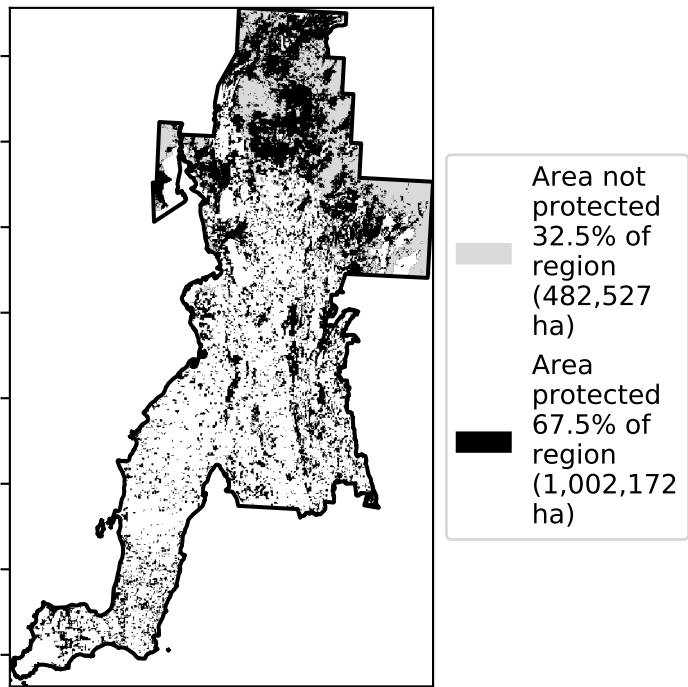 Area not
protected
32.5% of
region
(482,527
ha)
Area
protected
67.5% of
region
(1,002,172
ha)